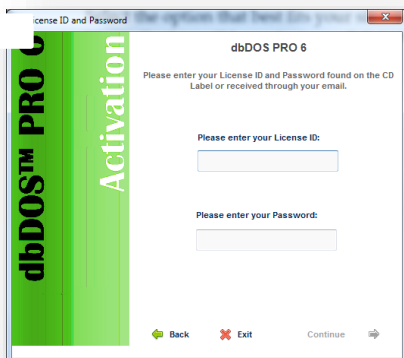 License ID and Password
dbDOS PRO 6
Please enter your License ID and Password found on the CD
Label or received through your email.
Please enter your License ID:
Please enter your Password:
Back
Exit
Continue
dbDOS™ PRO 6
Activation